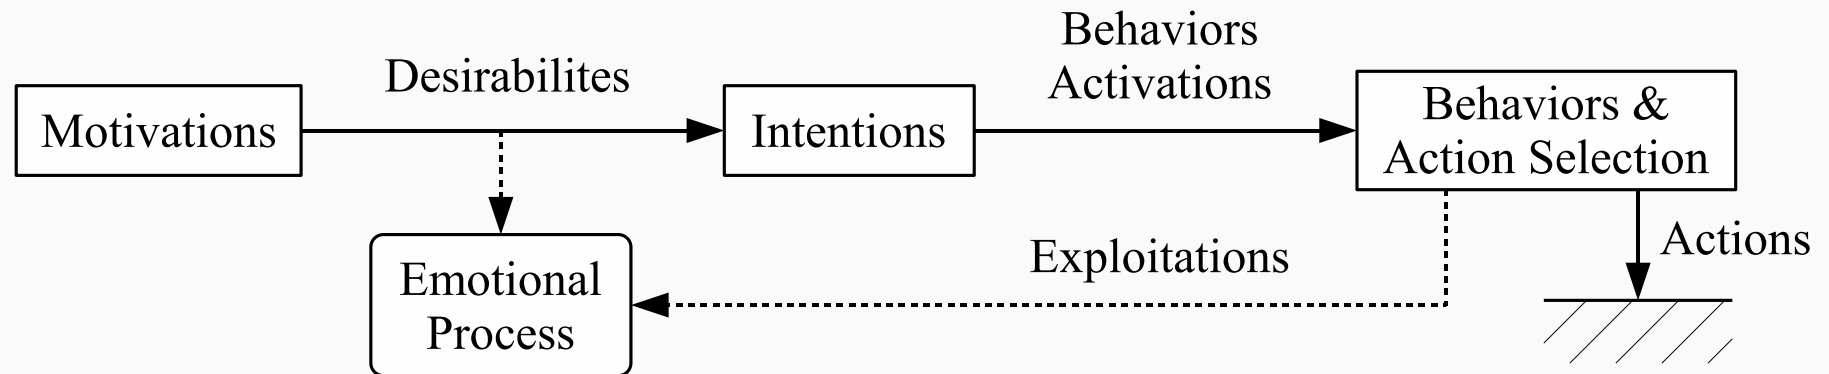 Motivations
Desirabilites
Intentions
Behaviors
Activations
Behaviors &
Action Selection
Actions
Exploitations
Emotional
Process